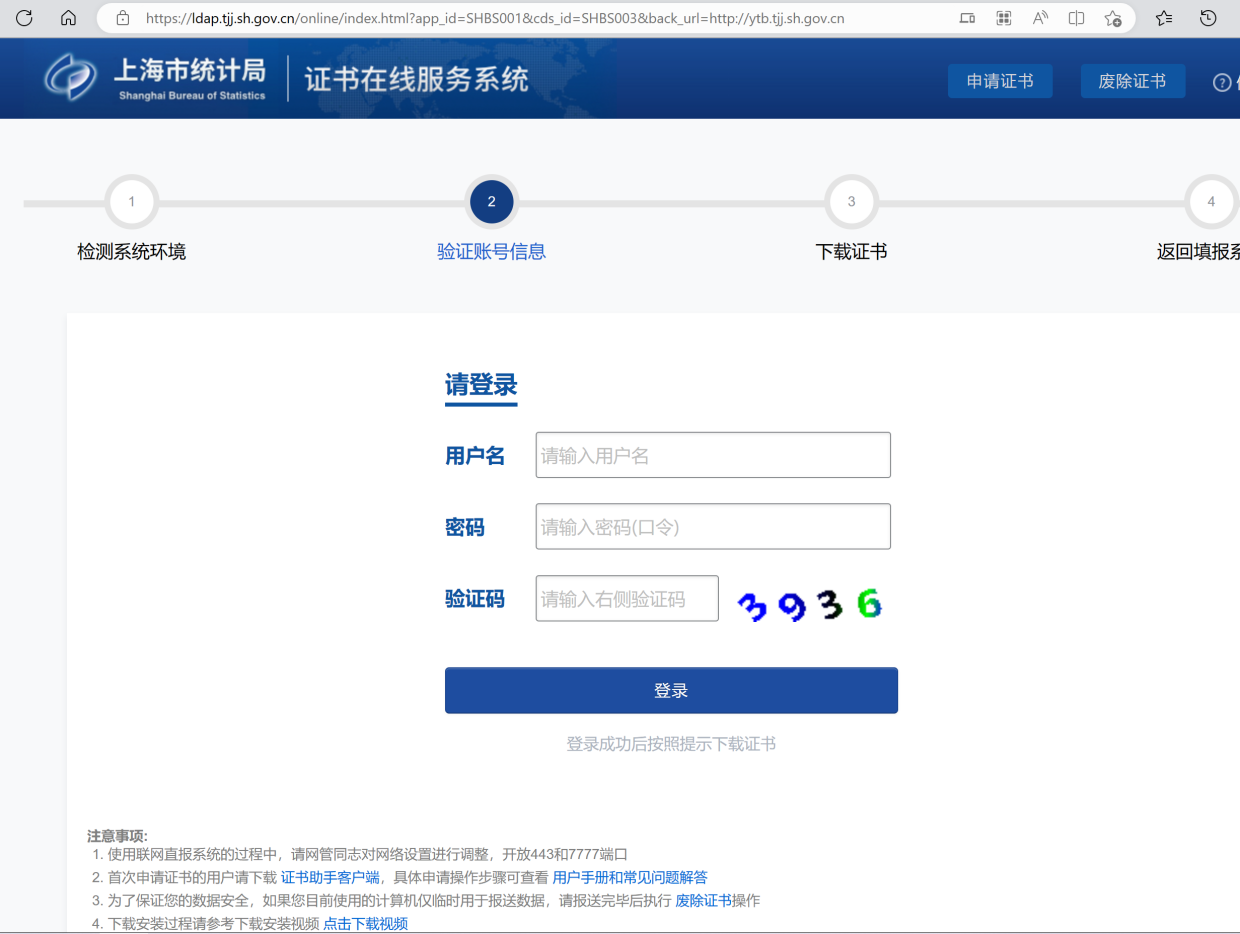 https://ldap.tjj.sh.gov.cn/online/index.html?app_id=SHBS001&cds_id=SHBS003&back_url=http://ytb.tjj.sh.gov.cn
上海市统计局
Shanghai Bureau of Statistics
证书在线服务系统
申请证书
废除证书
1
2
3
4
检测系统环境
验证账号信息
下载证书
返回填报系
请登录
用户名
请输入用户名
密码
请输入密码(口令)
验证码
请输入右侧验证码
3936
登录
登录成功后按照提示下载证书
注意事项:
1. 使用联网直报系统的过程中，请网管同志对网络设置进行调整，开放443和7777端口
2. 首次申请证书的用户请下载 证书助手客户端，具体申请操作步骤可查看 用户手册和常见问题解答
3. 为了保证您的数据安全，如果您目前使用的计算机仅临时用于报送数据，请报送完毕后执行 废除证书操作
4. 下载安装过程请参考下载安装视频 点击下载视频